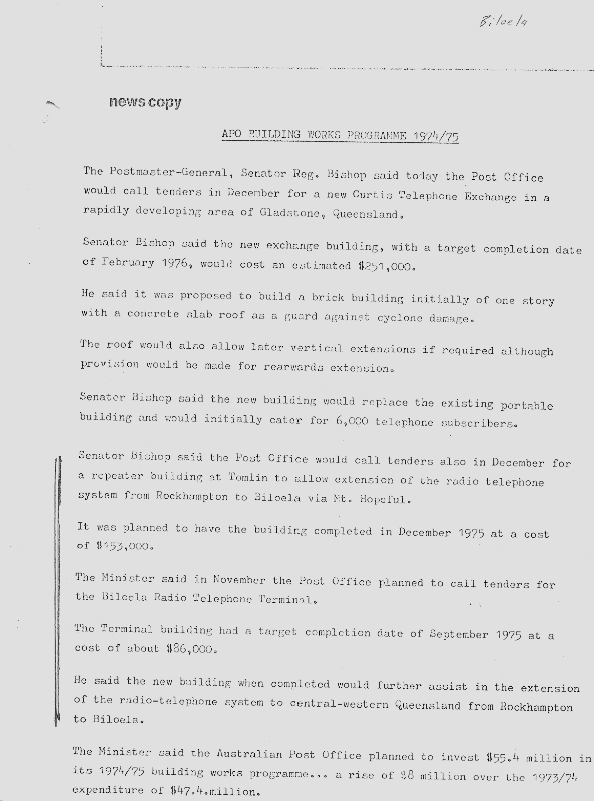 Biloela
news copy
APO BUILDING WORKS PROGRAMME 1974/75
The Postmaster-General, Senator Reg. Bishop said today the Post Office
would call tenders in December for a new Curtis Telephone Exchange in a
rapidly developing area of Gladstone, Queensland.
Senator Bishop said the new exchange building, with a target completion date
of February 1976, would cost an estimated $251,000.
He said it was proposed to build a brick building initially of one story
with a concrete slab roof as a guard against cyclone damage.
The roof would also allow later vertical extensions if required although
provision would be made for rearwards extension.
Senator Bishop said the new building would replace the existing portable
building and would initially cater for 6,000 telephone subscribers.
Senator Bishop said the Post Office would call tenders also in December for
a repeater building at Tomlin to allow extension of the radio telephone
system from Rockhampton to Biloela via Mt. Hopeful.
It was planned to have the building completed in December 1975 at a cost
of $153,000.
The Minister said in November the Post Office planned to call tenders for
the Biloela Radio Telephone Terminal.
The Terminal building had a target completion date of September 1975 at a
cost of about $86,000.
He said the new building when completed would further assist in the extension
of the radio-telephone system to central-western Queensland from Rockhampton
to Biloela.
The Minister said the Australian Post Office planned to invest $55.4 million in
its 1974/75 building works programme... a rise of $8 million over the 1973/74
expenditure of $47.4.million.